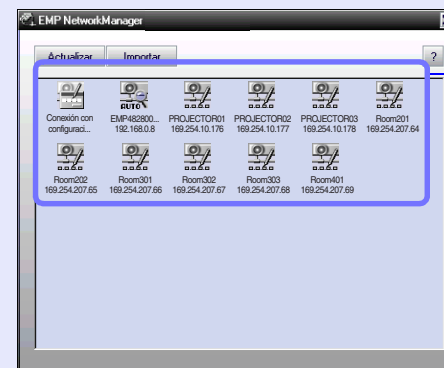 EMP NetworkManager
Actualizar Importar ?
Conexión con configuraci...
EMP482800... 192.168.0.8
AUTO
PROJECTOR01 169.254.10.176
PROJECTOR02 169.254.10.177
PROJECTOR03 169.254.10.178
Room201 169.254.207.64
Room202 169.254.207.65
Room301 169.254.207.66
Room302 169.254.207.67
Room303 169.254.207.68
Room401 169.254.207.69